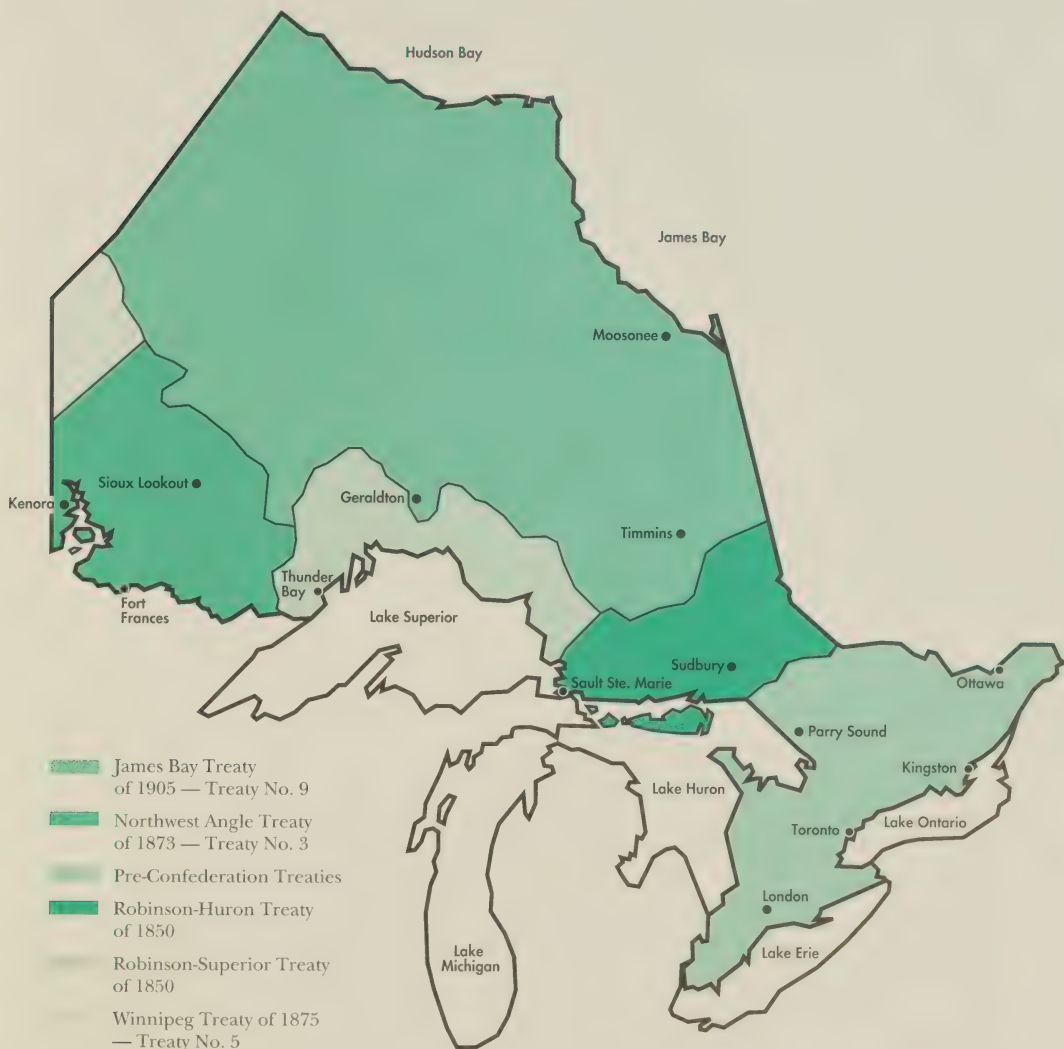 Hudson Bay
James Bay
Moosonee
Sioux Lookout
Geraldton
Kenora
Timmins
Thunder
Bay
Fort
Frances
Lake Superior
Sudbury
Sault Ste. Marie
Ottawa
Parry Sound
Kingston
Lake Huron
Toronto
Lake Ontario
London
Lake Erie
Lake
Michigan
James Bay Treaty
of 1905 — Treaty No. 9
Northwest Angle Treaty
of 1873 — Treaty No. 3
Pre-Confederation Treaties
Robinson-Huron Treaty
of 1850
Robinson-Superior Treaty
of 1850
Winnipeg Treaty of 1875
— Treaty No. 5